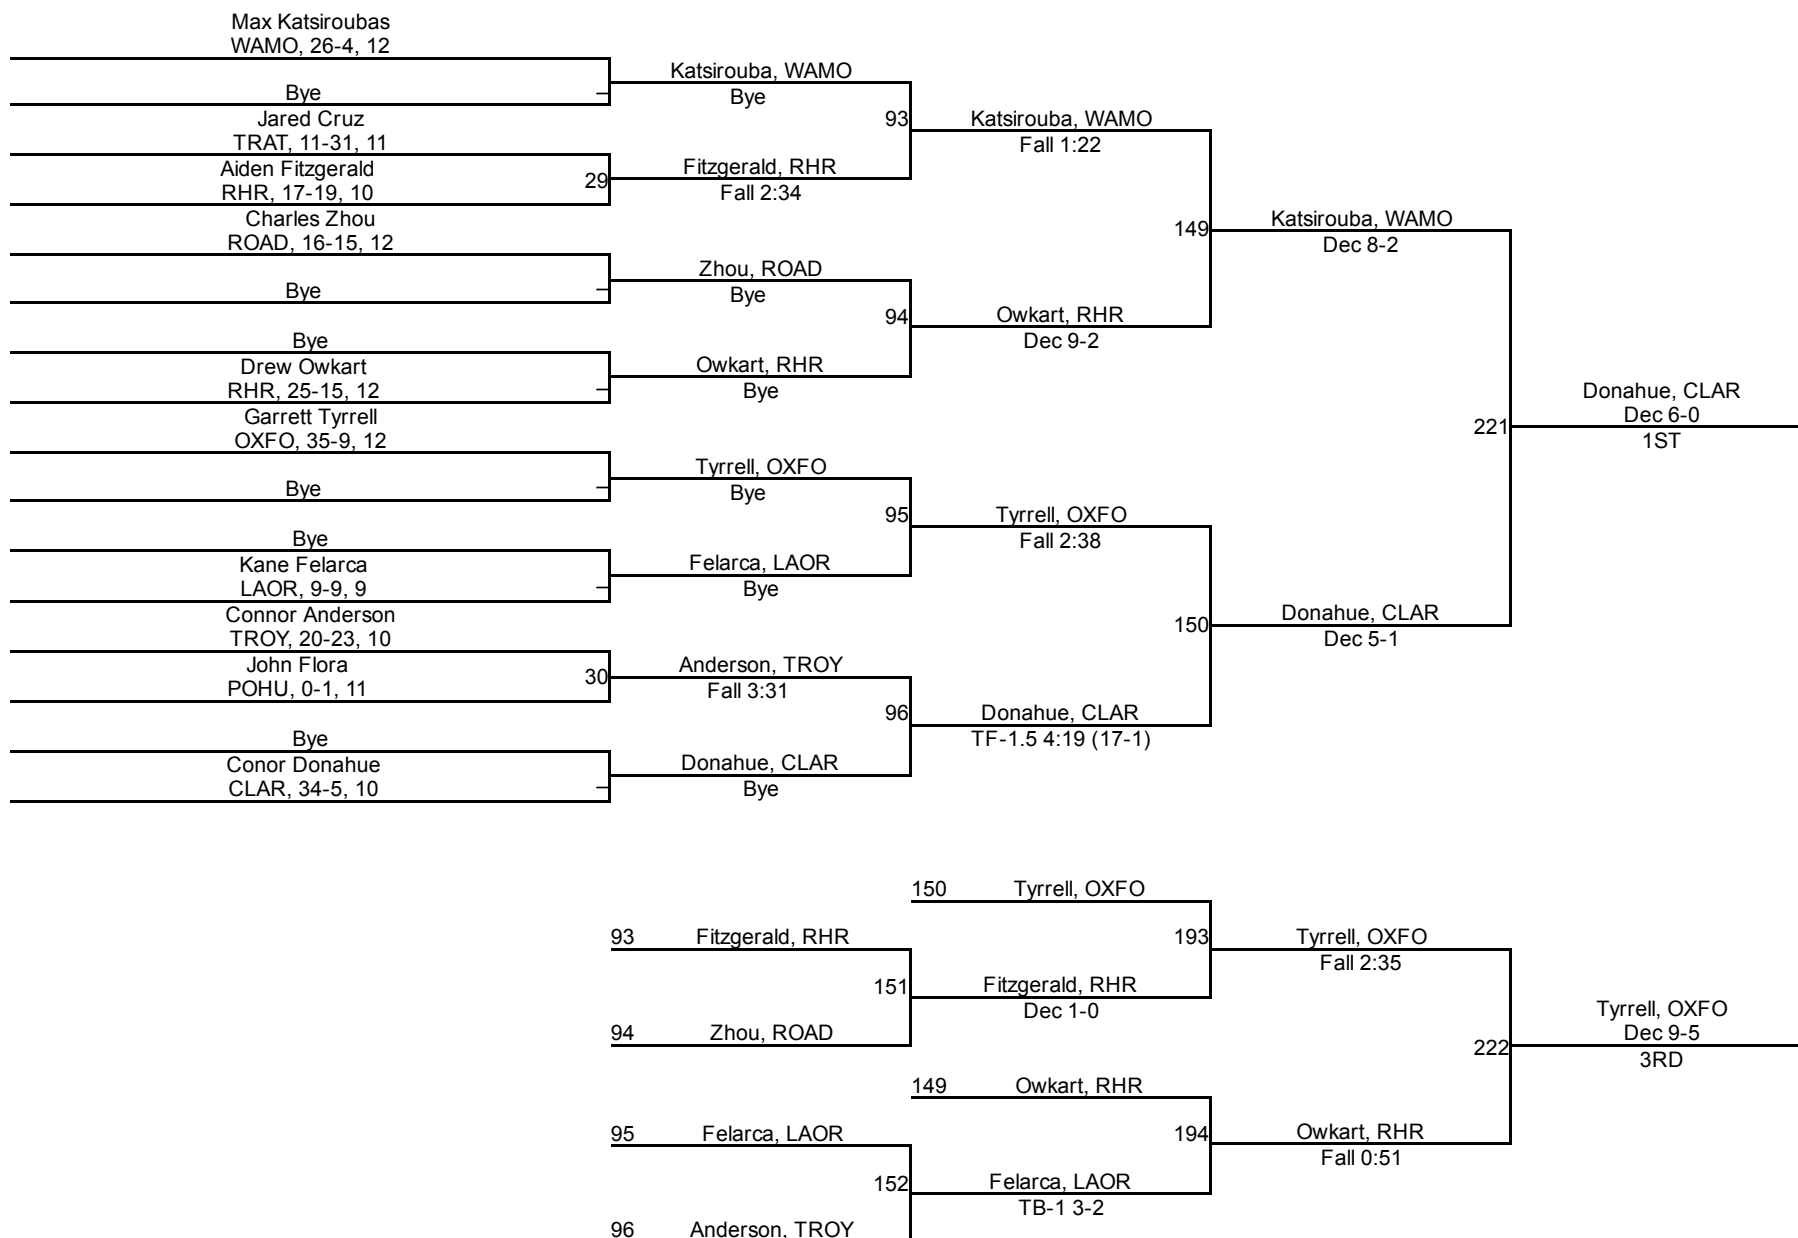 Max Katsiroubas
WAMO, 26-4, 12
Katsirouba, WAMO
Bye
Bye
93
Katsirouba, WAMO
Fall 1:22
Jared Cruz
TRAT, 11-31, 11
Aiden Fitzgerald
RHR, 17-19, 10
29
Fitzgerald, RHR
Fall 2:34
Charles Zhou
ROAD, 16-15, 12
149
Katsirouba, WAMO
Dec 8-2
Bye
Zhou, ROAD
Bye
94
Owkart, RHR
Dec 9-2
Bye
Drew Owkart
RHR, 25-15, 12
Owkart, RHR
Bye
Garrett Tyrrell
OXFO, 35-9, 12
221
Donahue, CLAR
Dec 6-0
1ST
Bye
Tyrrell, OXFO
Bye
95
Tyrrell, OXFO
Fall 2:38
Bye
Kane Felarca
LAOR, 9-9, 9
Felarca, LAOR
Bye
Connor Anderson
TROY, 20-23, 10
150
Donahue, CLAR
Dec 5-1
John Flora
POHU, 0-1, 11
30
Anderson, TROY
Fall 3:31
96
Donahue, CLAR
TF-1.5 4:19 (17-1)
Bye
Conor Donahue
CLAR, 34-5, 10
Donahue, CLAR
Bye
150 Tyrrell, OXFO
93 Fitzgerald, RHR
193
Tyrrell, OXFO
Fall 2:35
151
Fitzgerald, RHR
Dec 1-0
94 Zhou, ROAD
222
Tyrrell, OXFO
Dec 9-5
3RD
149 Owkart, RHR
95 Felarca, LAOR
194
Owkart, RHR
Fall 0:51
152
Felarca, LAOR
TB-1 3-2
96 Anderson, TROY